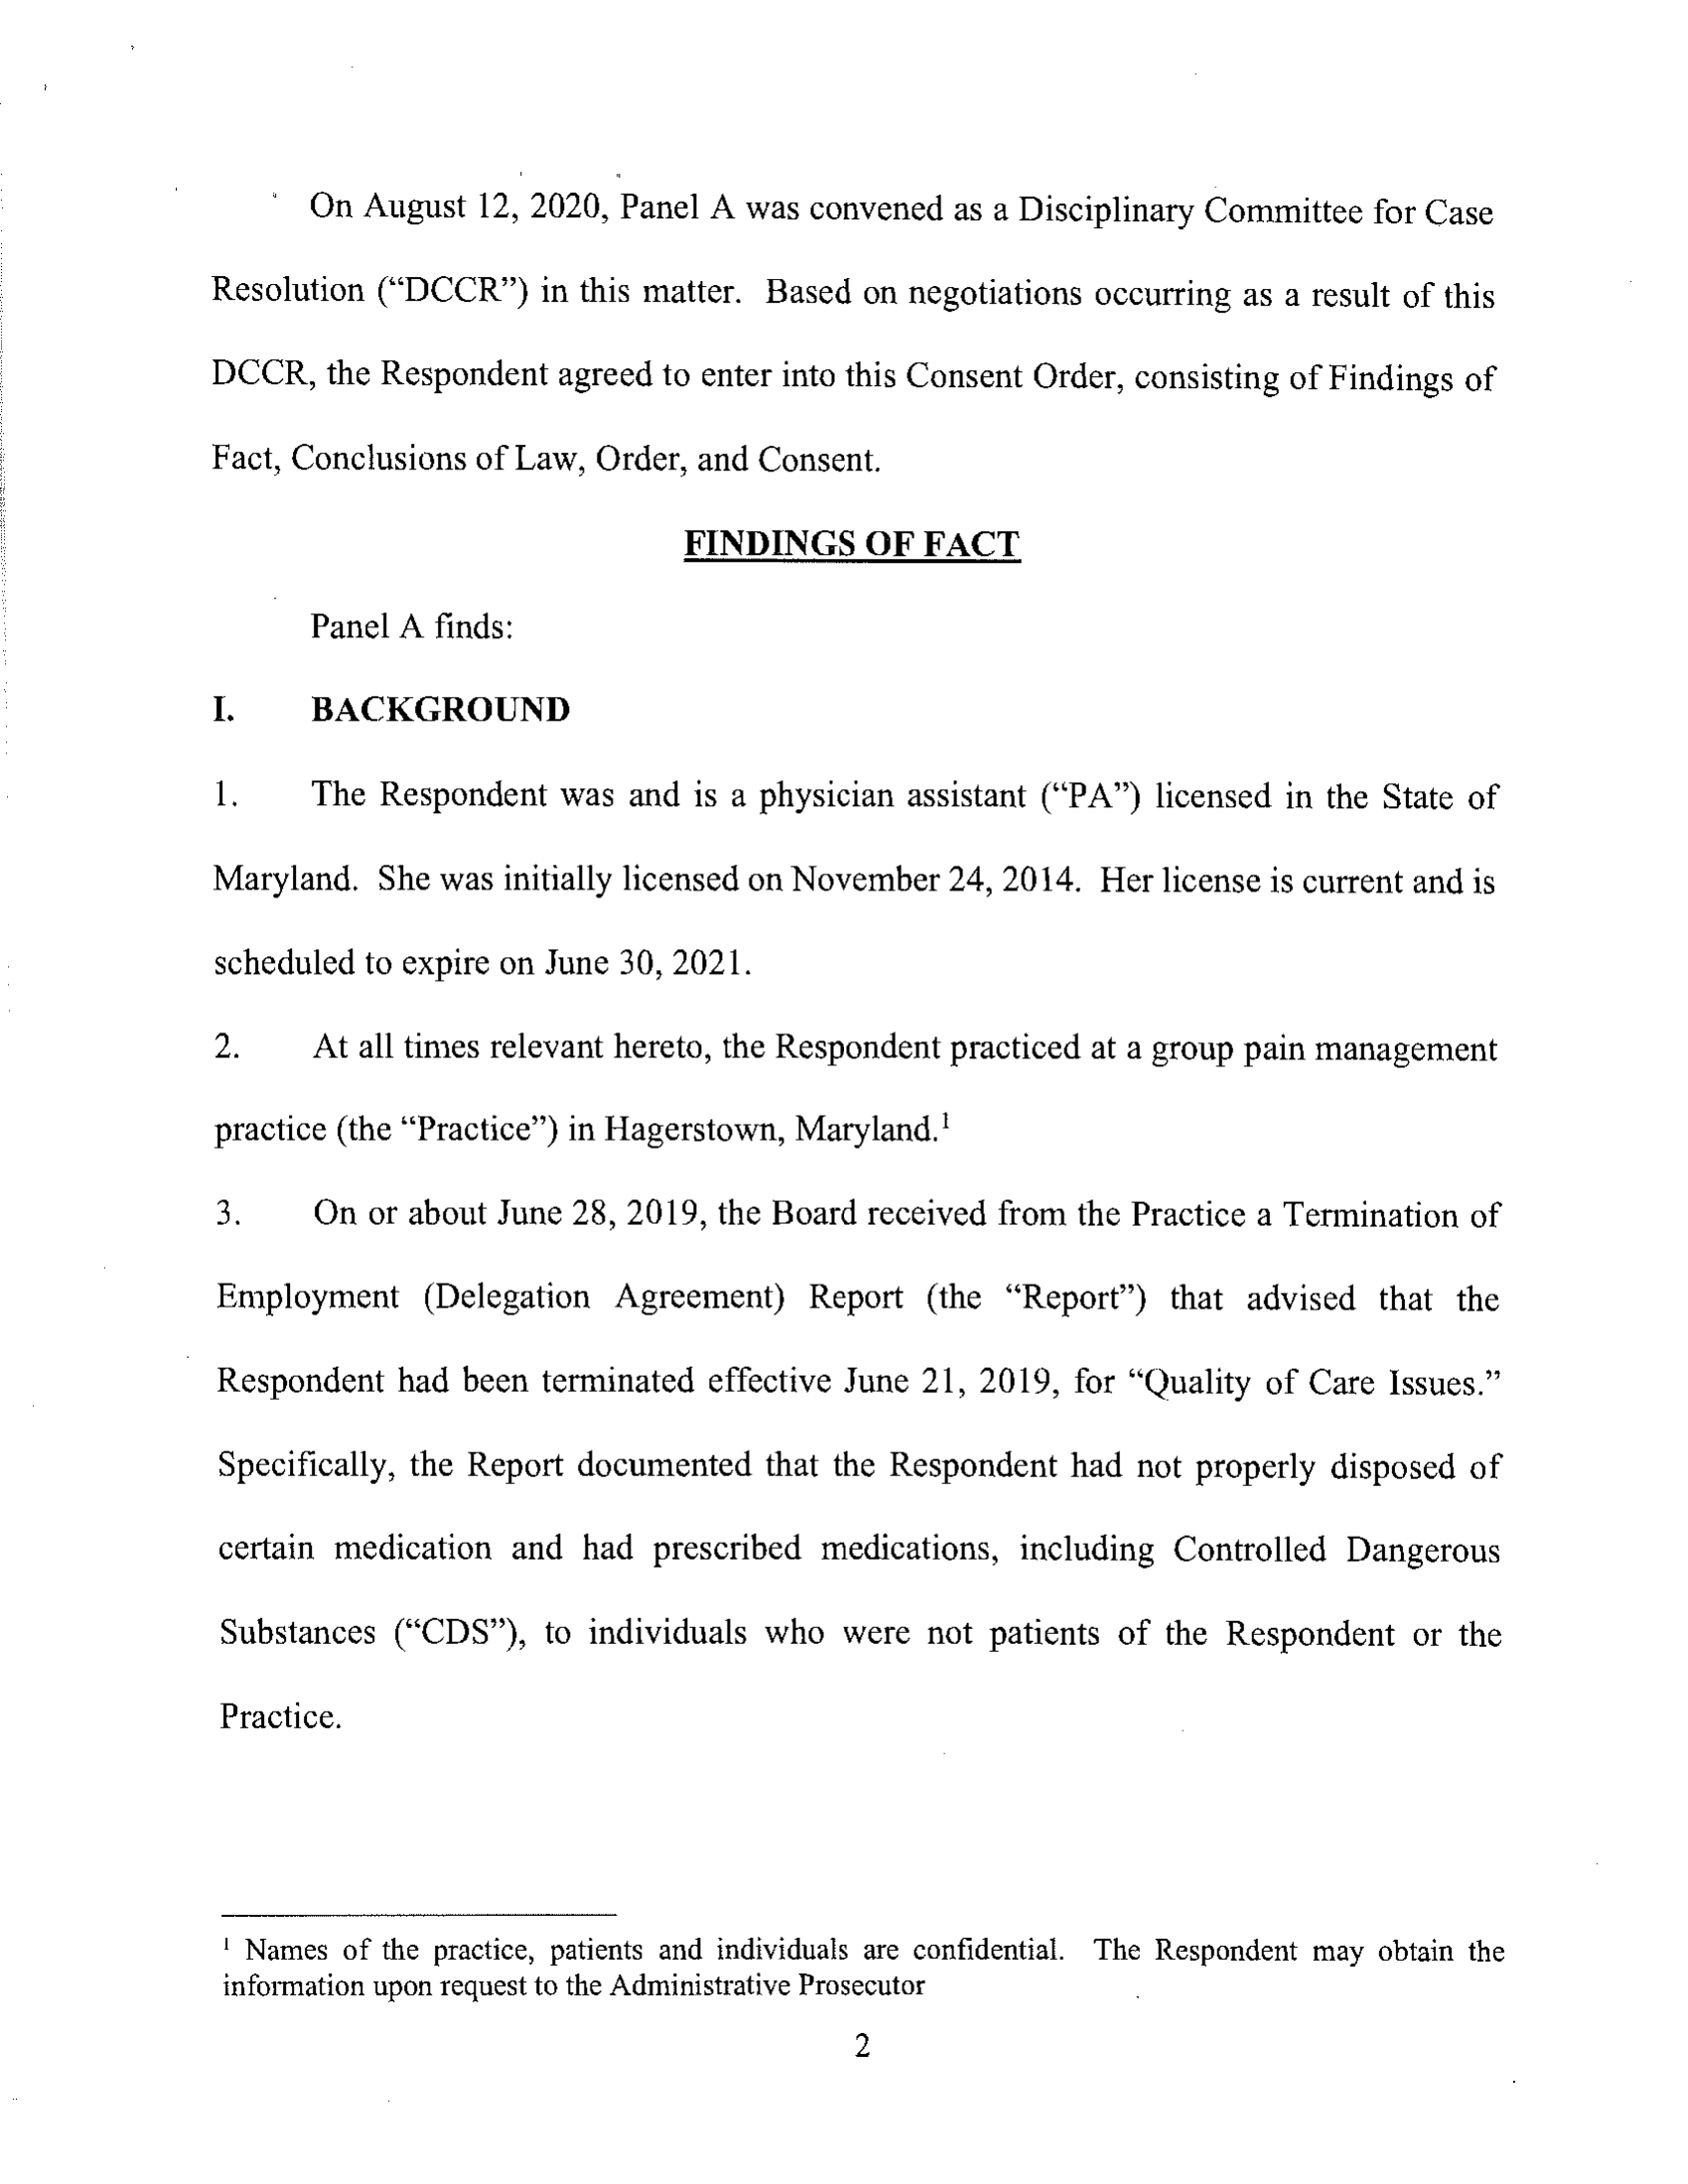 On August 12, 2020, Panel A was convened as a Disciplinary Committee for Case
Resolution (“DCCR”) in this matter. Based on negotiations occurring as a result of this
DCCR, the Respondent agreed to enter into this Consent Order, consisting of Findings of
Fact, Conclusions of Law, Order, and Consent.
FINDINGS OF FACT
Panel A finds:
I. BACKGROUND
1. The Respondent was and is a physician assistant (“PA”) licensed in the State of
Maryland. She was initially licensed on November 24, 2014. Her license is current and is
scheduled to expire on June 30, 2021.
2. At all times relevant hereto, the Respondent practiced at a group pain management
practice (the “Practice”) in Hagerstown, Maryland.¹
3. On or about June 28, 2019, the Board received from the Practice a Termination of
Employment (Delegation Agreement) Report (the “Report”) that advised that the
Respondent had been terminated effective June 21, 2019, for “Quality of Care Issues.”
Specifically, the Report documented that the Respondent had not properly disposed of
certain medication and had prescribed medications, including Controlled Dangerous
Substances (“CDS”), to individuals who were not patients of the Respondent or the
Practice.
¹ Names of the practice, patients and individuals are confidential. The Respondent may obtain the
information upon request to the Administrative Prosecutor
2